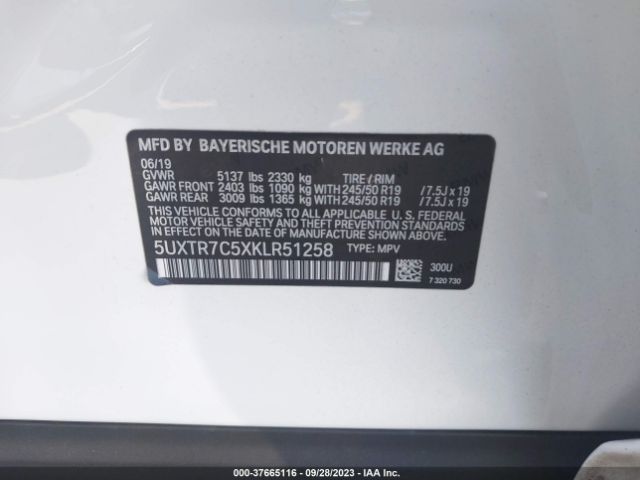 MFD BY BAYERISCHE MOTOREN WERKE AG
06/19
GVWR 5137 lbs 2330 kg TIRE / RIM
GAWR FRONT 2403 lbs 1090 kg WITH 245/50 R19 / 7.5J x 19
GAWR REAR 3009 lbs 1365 kg WITH 245/50 R19 / 7.5J x 19
THIS VEHICLE CONFORMS TO ALL APPLICABLE U. S. FEDERAL
MOTOR VEHICLE SAFETY AND THEFT PREVENTION STANDARDS
IN EFFECT ON THE DATE OF MANUFACTURE SHOWN ABOVE.
5UXTR7C5XKLR51258 TYPE: MPV
300U
7 320 730
000-37665116 - 09/28/2023 - IAA Inc.